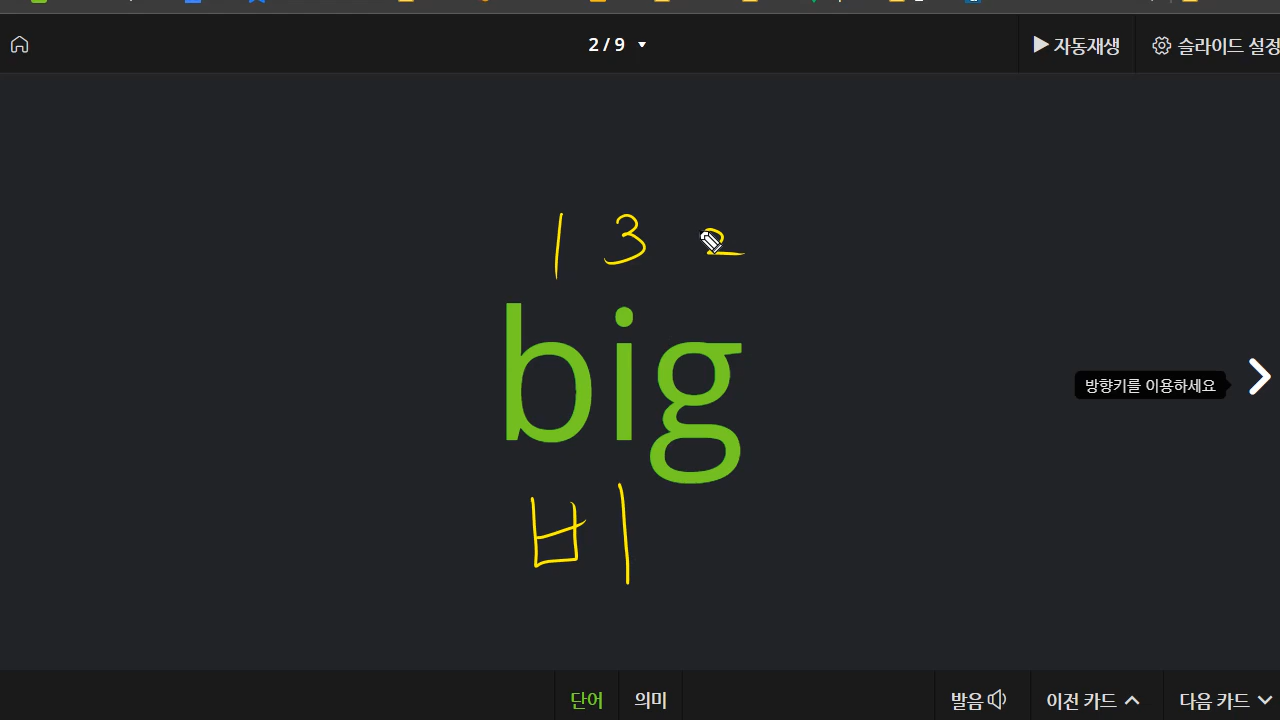 2 / 9
자동재생
슬라이드 설정
1 3 2
big
방향키를 이용하세요
비
단어
의미
발음
이전 카드
다음 카드